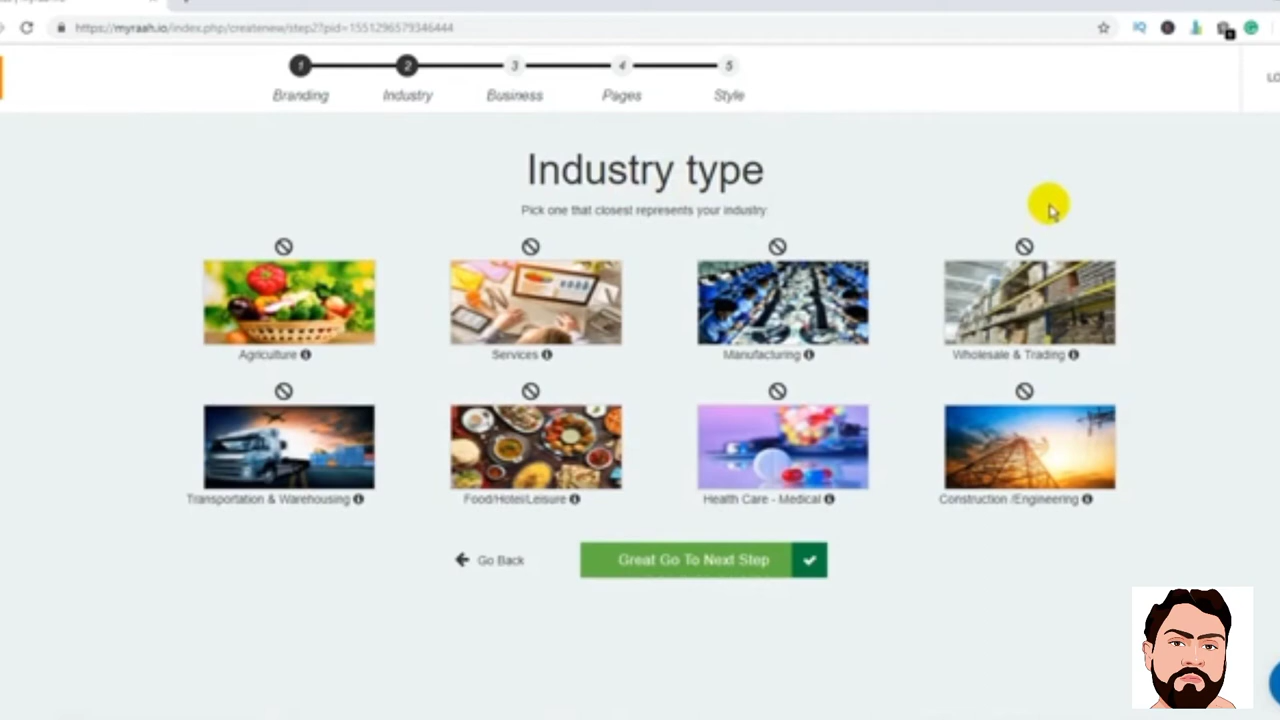 https://myraah.io/index.php/createnew/step2?pid=1551296579346444
1 2 3 4 5
Branding Industry Business Pages Style
LO
Industry type
Pick one that closest represents your industry
Agriculture Services Manufacturing Wholesale & Trading
Transportation & Warehousing Food/Hotel/Leisure Health Care - Medical Construction /Engineering
Go Back Great Go To Next Step